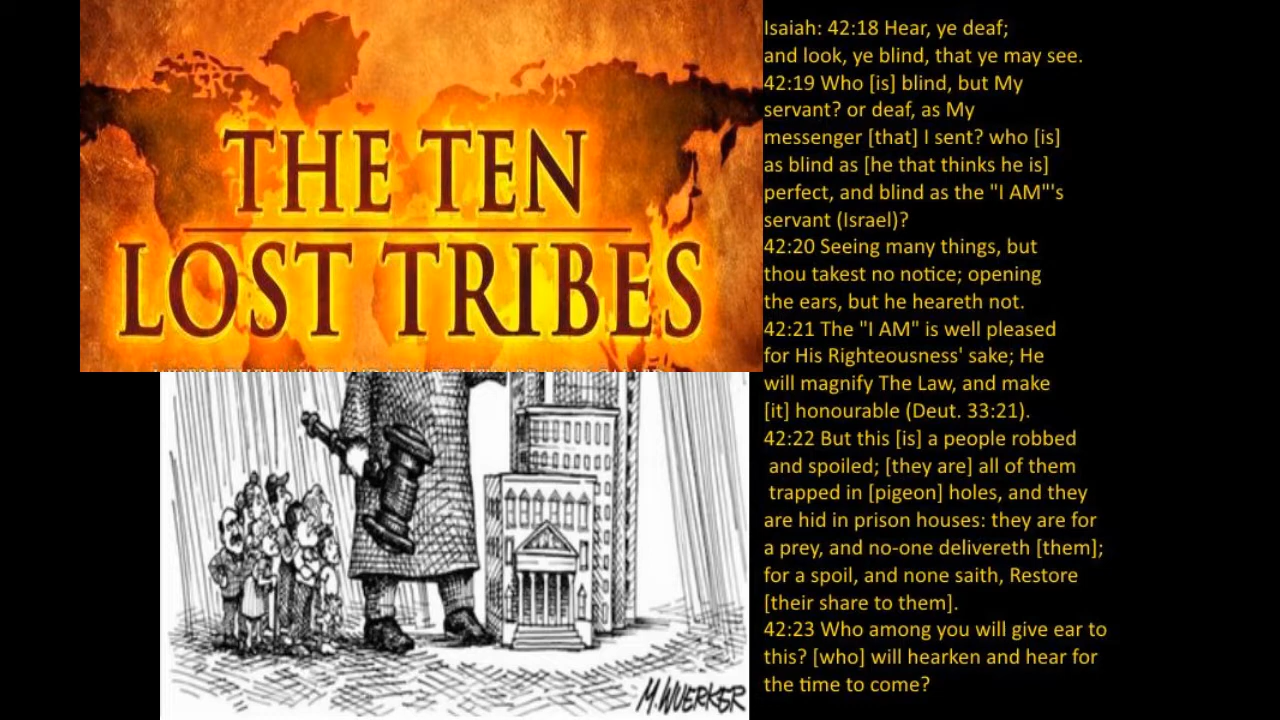 THE TEN
LOST TRIBES
M.WUERKER
Isaiah: 42:18 Hear, ye deaf;
and look, ye blind, that ye may see.
42:19 Who [is] blind, but My
servant? or deaf, as My
messenger [that] I sent? who [is]
as blind as [he that thinks he is]
perfect, and blind as the "I AM"'s
servant (Israel)?
42:20 Seeing many things, but
thou takest no notice; opening
the ears, but he heareth not.
42:21 The "I AM" is well pleased
for His Righteousness' sake; He
will magnify The Law, and make
[it] honourable (Deut. 33:21).
42:22 But this [is] a people robbed
and spoiled; [they are] all of them
trapped in [pigeon] holes, and they
are hid in prison houses: they are for
a prey, and no-one delivereth [them];
for a spoil, and none saith, Restore
[their share to them].
42:23 Who among you will give ear to
this? [who] will hearken and hear for
the time to come?